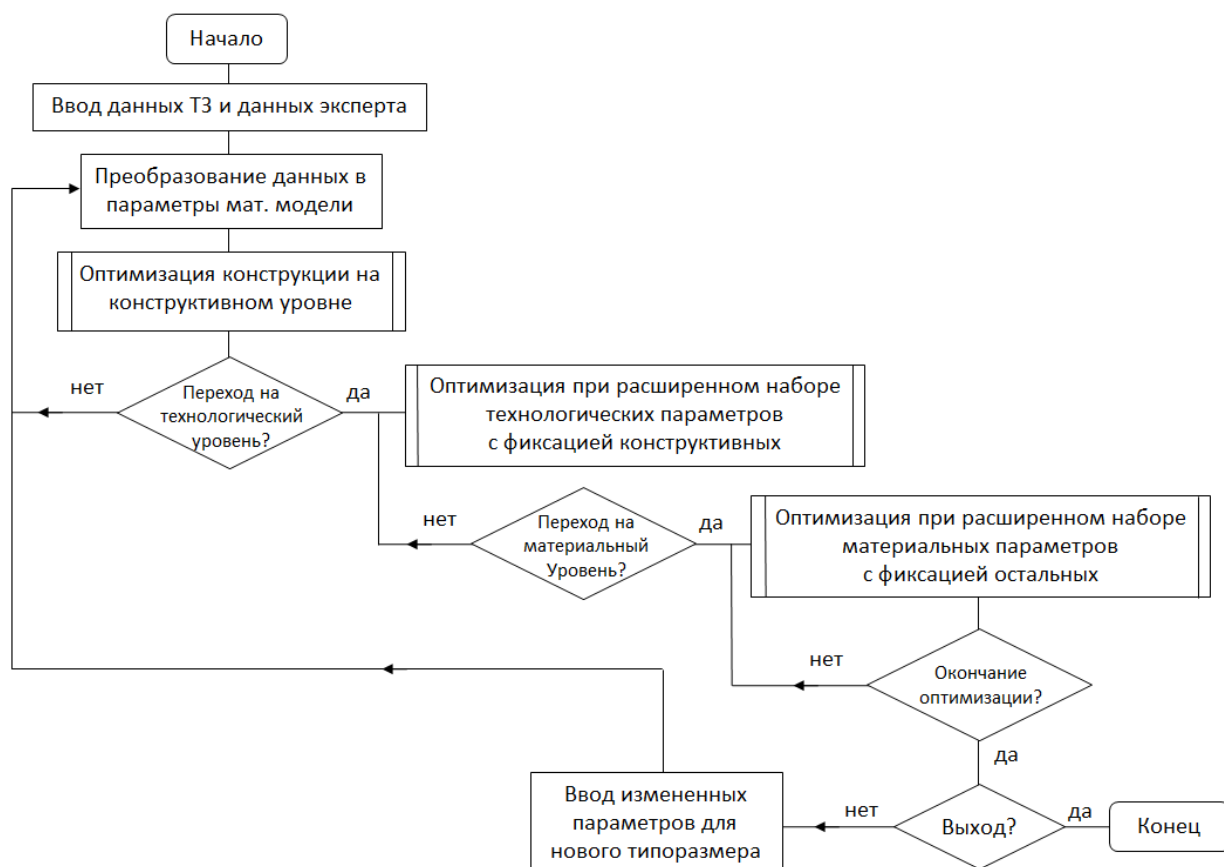 Начало
Ввод данных ТЗ и данных эксперта
Преобразование данных в
параметры мат. модели
Оптимизация конструкции на
конструктивном уровне
нет
Переход на
технологический
уровень?
да
Оптимизация при расширенном наборе
технологических параметров
с фиксацией конструктивных
нет
Переход на
материальный
Уровень?
да
Оптимизация при расширенном наборе
материальных параметров
с фиксацией остальных
нет
Окончание
оптимизации?
да
Ввод измененных
параметров для
нового типоразмера
нет
Выход?
да
Конец